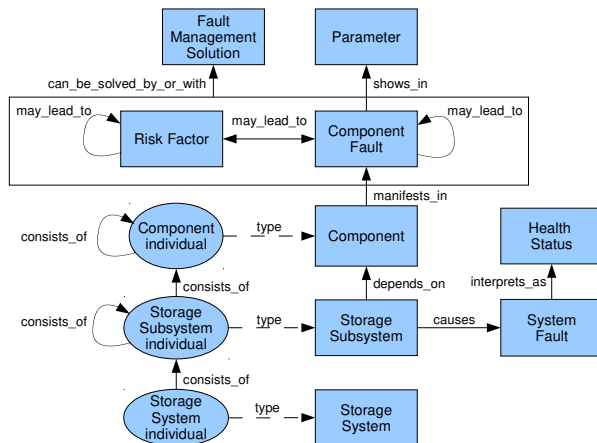 Fault
Management
Solution
Parameter
can_be_solved_by_or_with
shows_in
may_lead_to
may_lead_to
may_lead_to
Risk Factor
Component
Fault
manifests_in
Component
individual
type
Component
Health
Status
consists_of
consists_of
depends_on
interprets_as
consists_of
Storage
Subsystem
individual
type
Storage
Subsystem
causes
System
Fault
consists_of
Storage
System
individual
type
Storage
System